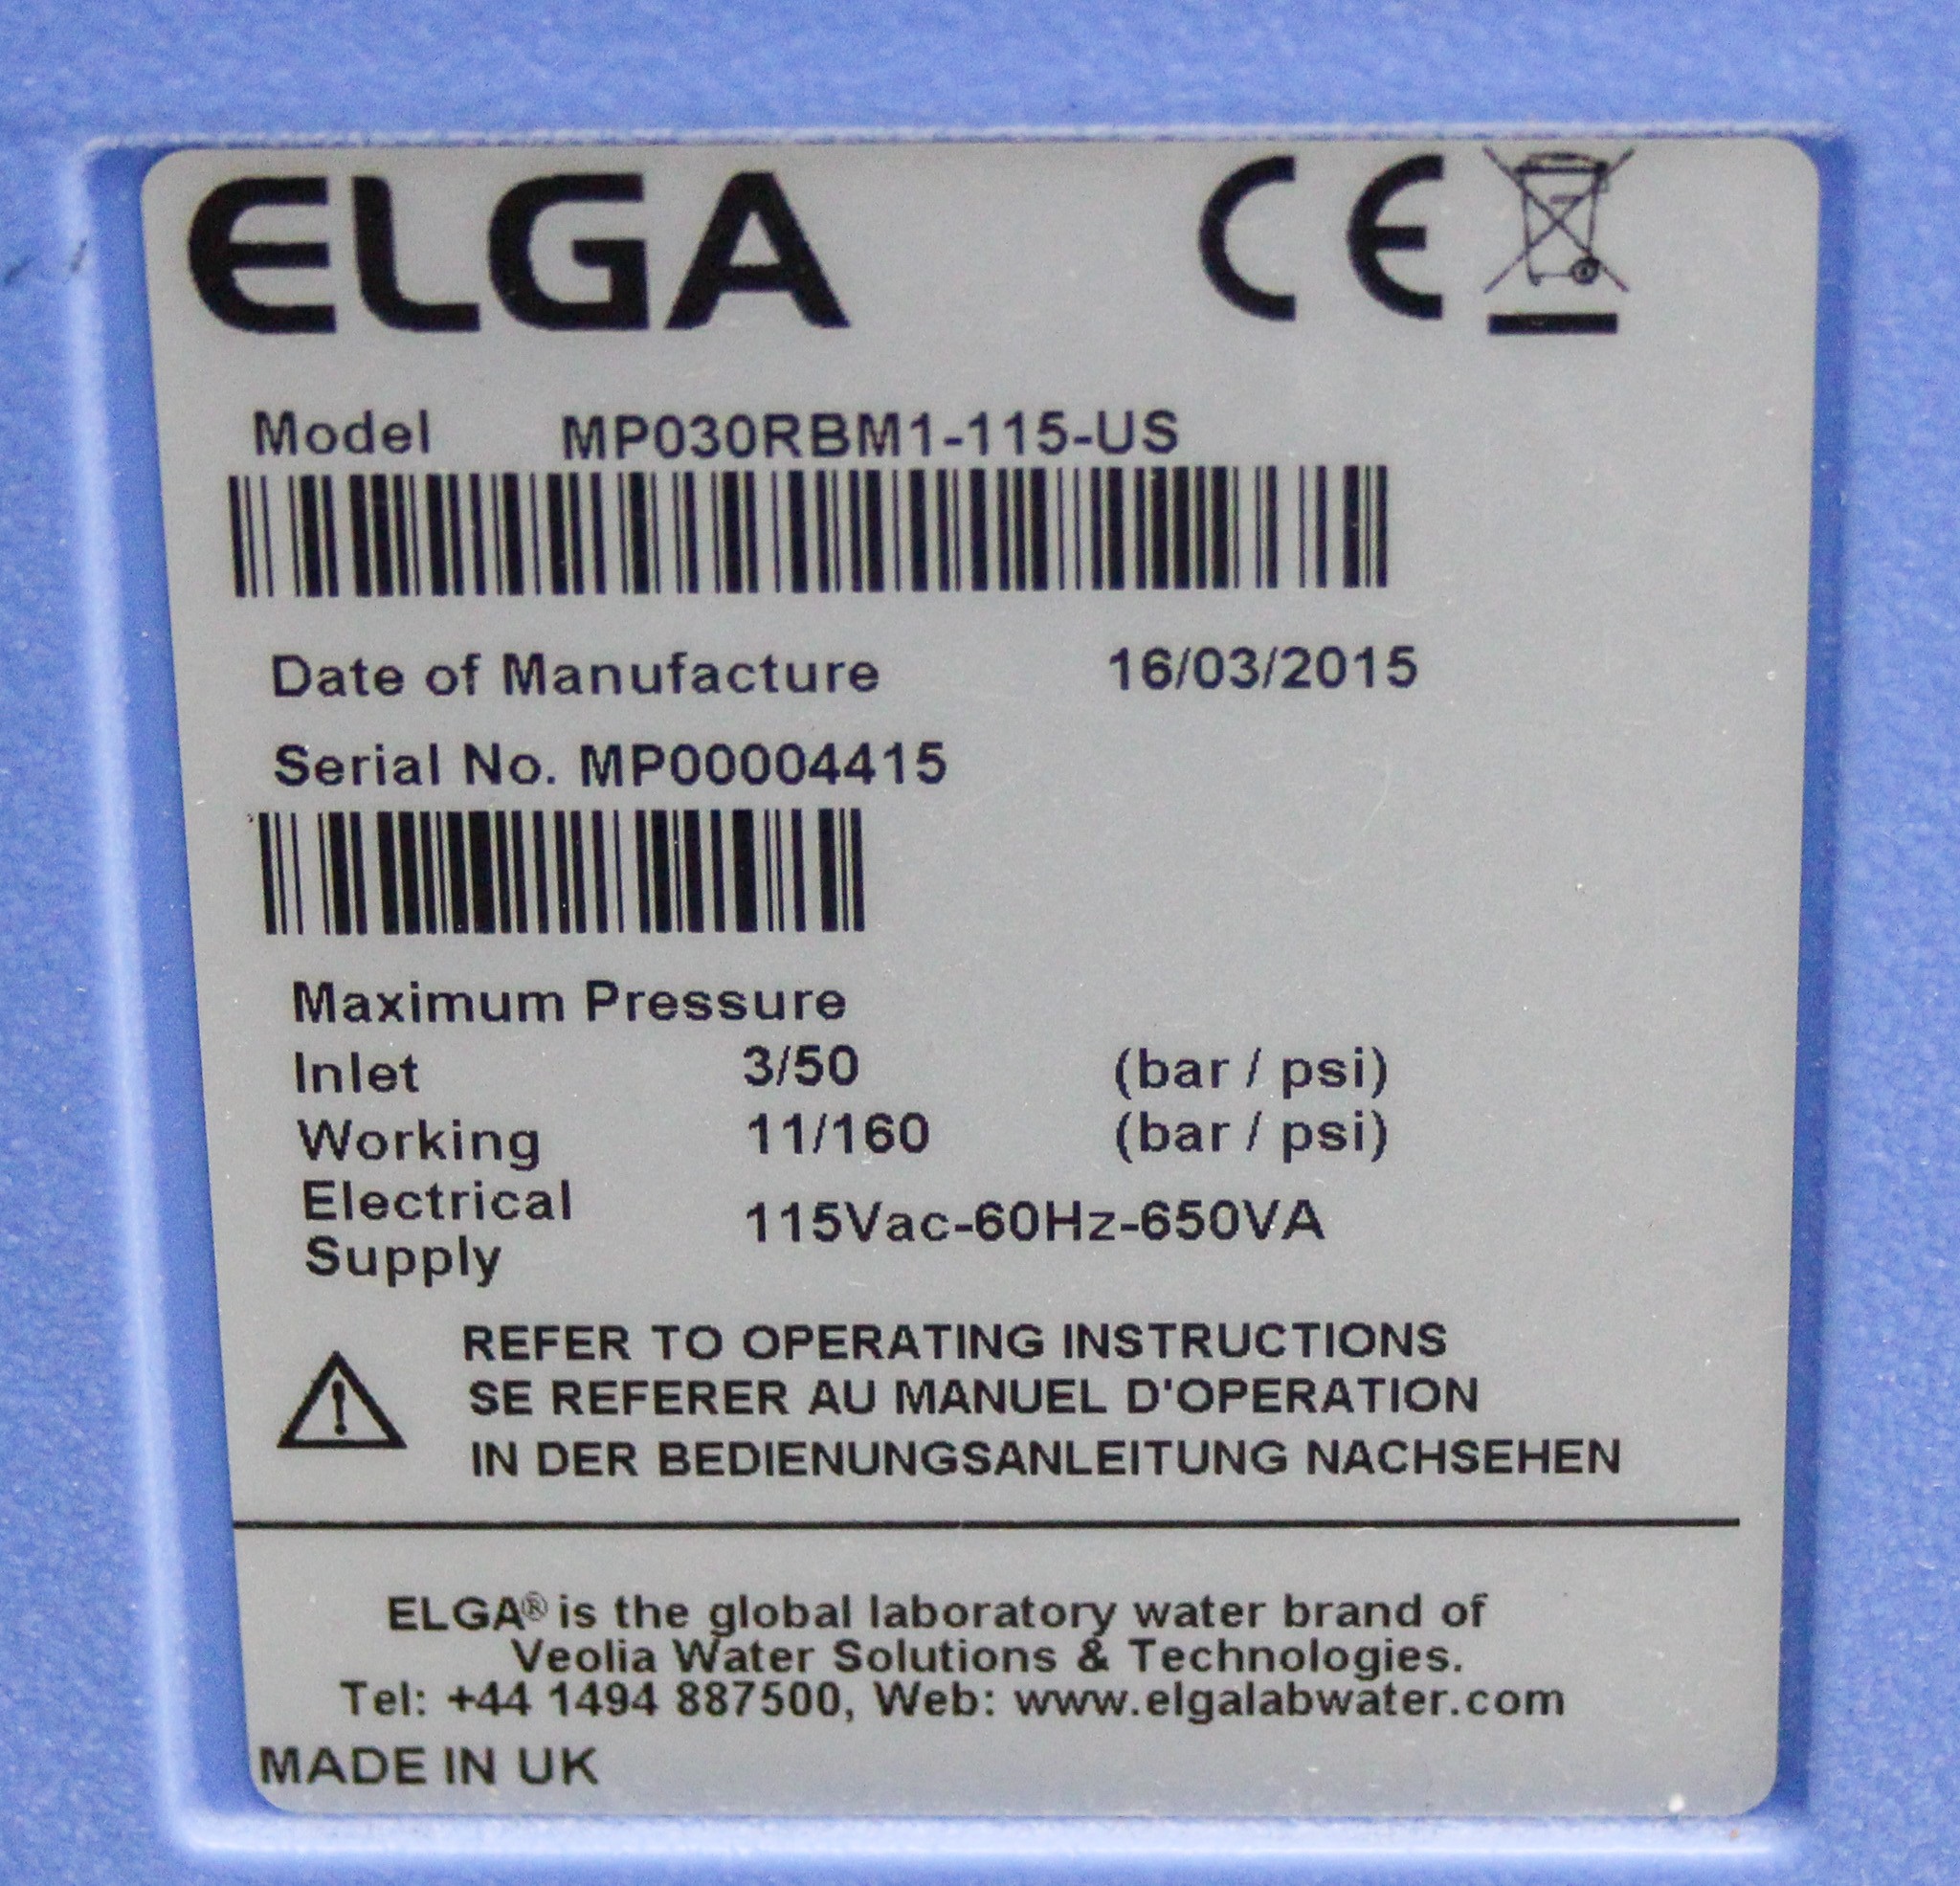 ELGA CE
Model MP030RBM1-115-US
Date of Manufacture 16/03/2015
Serial No. MP00004415
Maximum Pressure
Inlet 3/50 (bar / psi)
Working 11/160 (bar / psi)
Electrical
Supply 115Vac-60Hz-650VA
REFER TO OPERATING INSTRUCTIONS
SE REFERER AU MANUEL D'OPERATION
IN DER BEDIENUNGSANLEITUNG NACHSEHEN
ELGA® is the global laboratory water brand of
Veolia Water Solutions & Technologies.
Tel: +44 1494 887500, Web: www.elgalabwater.com
MADE IN UK